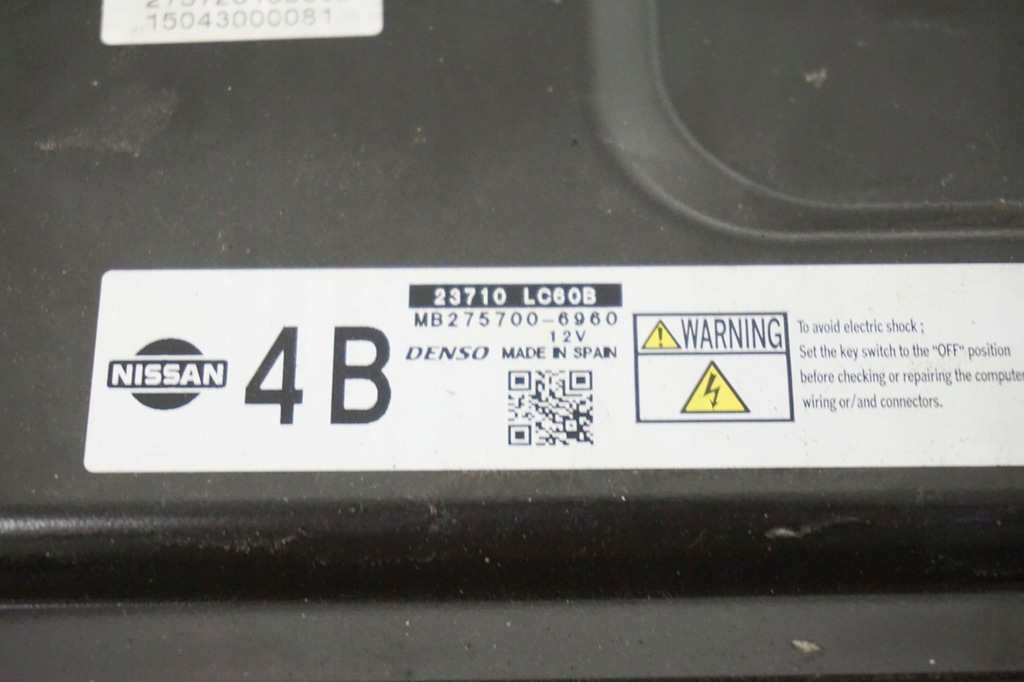 15043000081
NISSAN
4B
23710 LC60B
MB275700-6960
12V
DENSO MADE IN SPAIN
WARNING
To avoid electric shock ;
Set the key switch to the "OFF" position
before checking or repairing the computer
wiring or/and connectors.